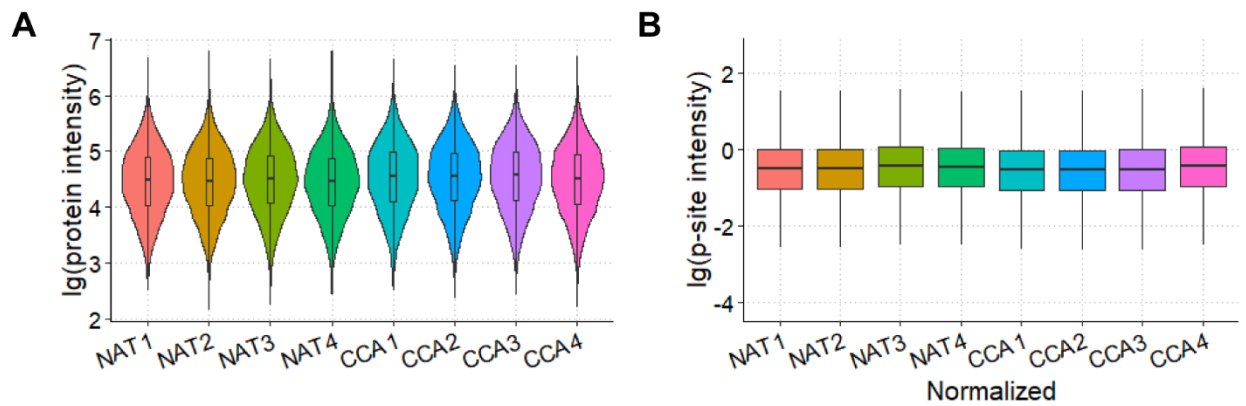 A
lg(protein intensity)
7
6
5
4
3
2
NAT1 NAT2 NAT3 NAT4 CCA1 CCA2 CCA3 CCA4
B
lg(p-site intensity)
2
0
-2
-4
NAT1 NAT2 NAT3 NAT4 CCA1 CCA2 CCA3 CCA4
Normalized